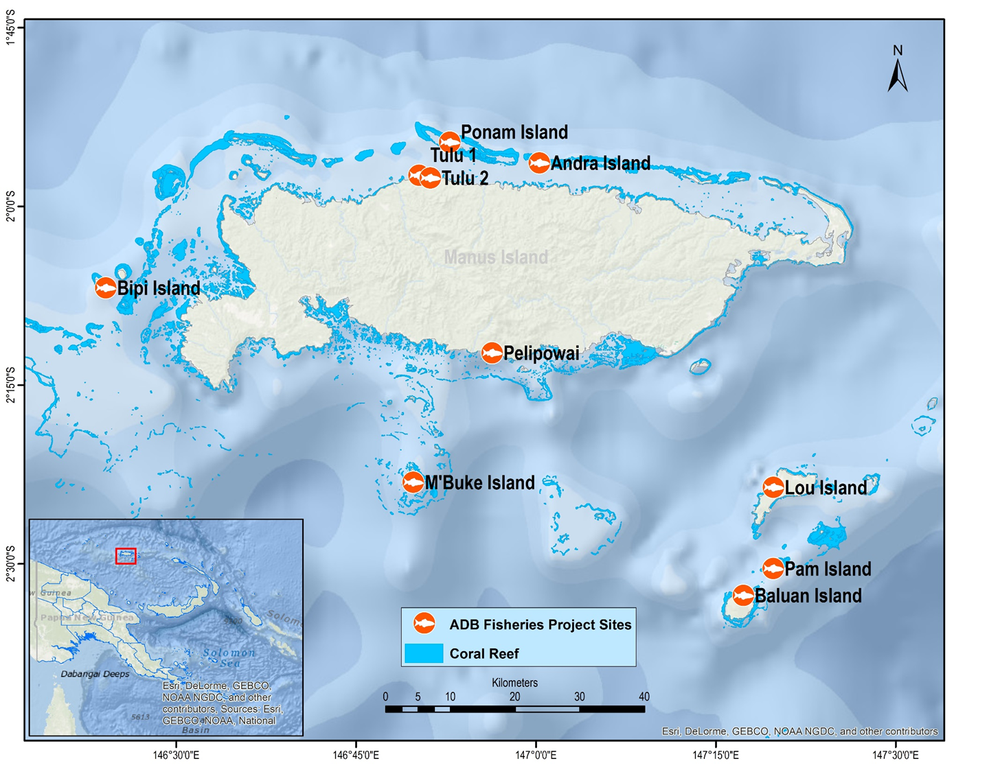 N
1°45'0"S
2°0'0"S
2°15'0"S
2°30'0"S
Ponam Island
Tulu 1
Andra Island
Tulu 2
Manus Island
Bipi Island
Pelipowai
M'Buke Island
Lou Island
Pam Island
Baluan Island
w Guinea
Papua New Guinea
Solom
Solomon
Sea
Dabangai Deeps
Esri, DeLorme, GEBCO,
NOAA NGDC, and other
contributors, Sources: Esri,
GEBCO, NOAA, National
5613
Basin
ADB Fisheries Project Sites
Coral Reef
Kilometers
0 5 10 20 30 40
Esri, DeLorme, GEBCO, NOAA NGDC, and other contributors
146°30'0"E 146°45'0"E 147°0'0"E 147°15'0"E 147°30'0"E